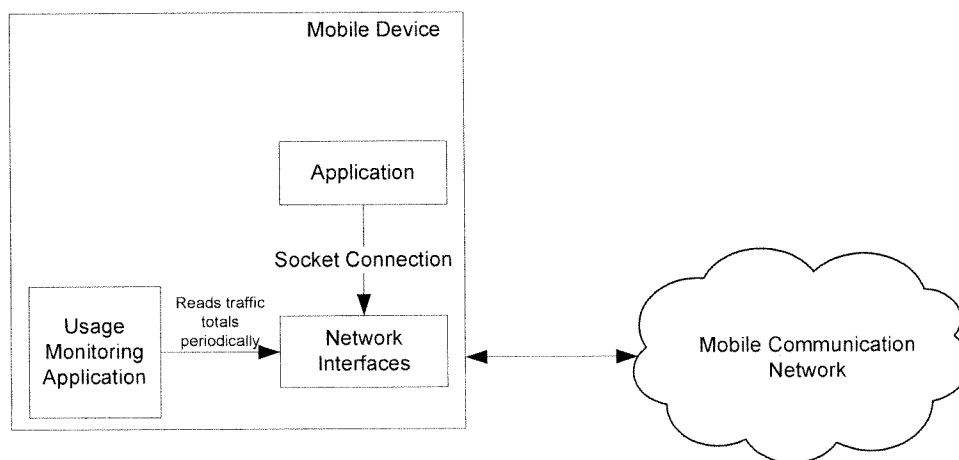 Mobile Device
Application
Socket Connection
Usage
Monitoring
Application
Reads traffic
totals
periodically
Network
Interfaces
Mobile Communication
Network